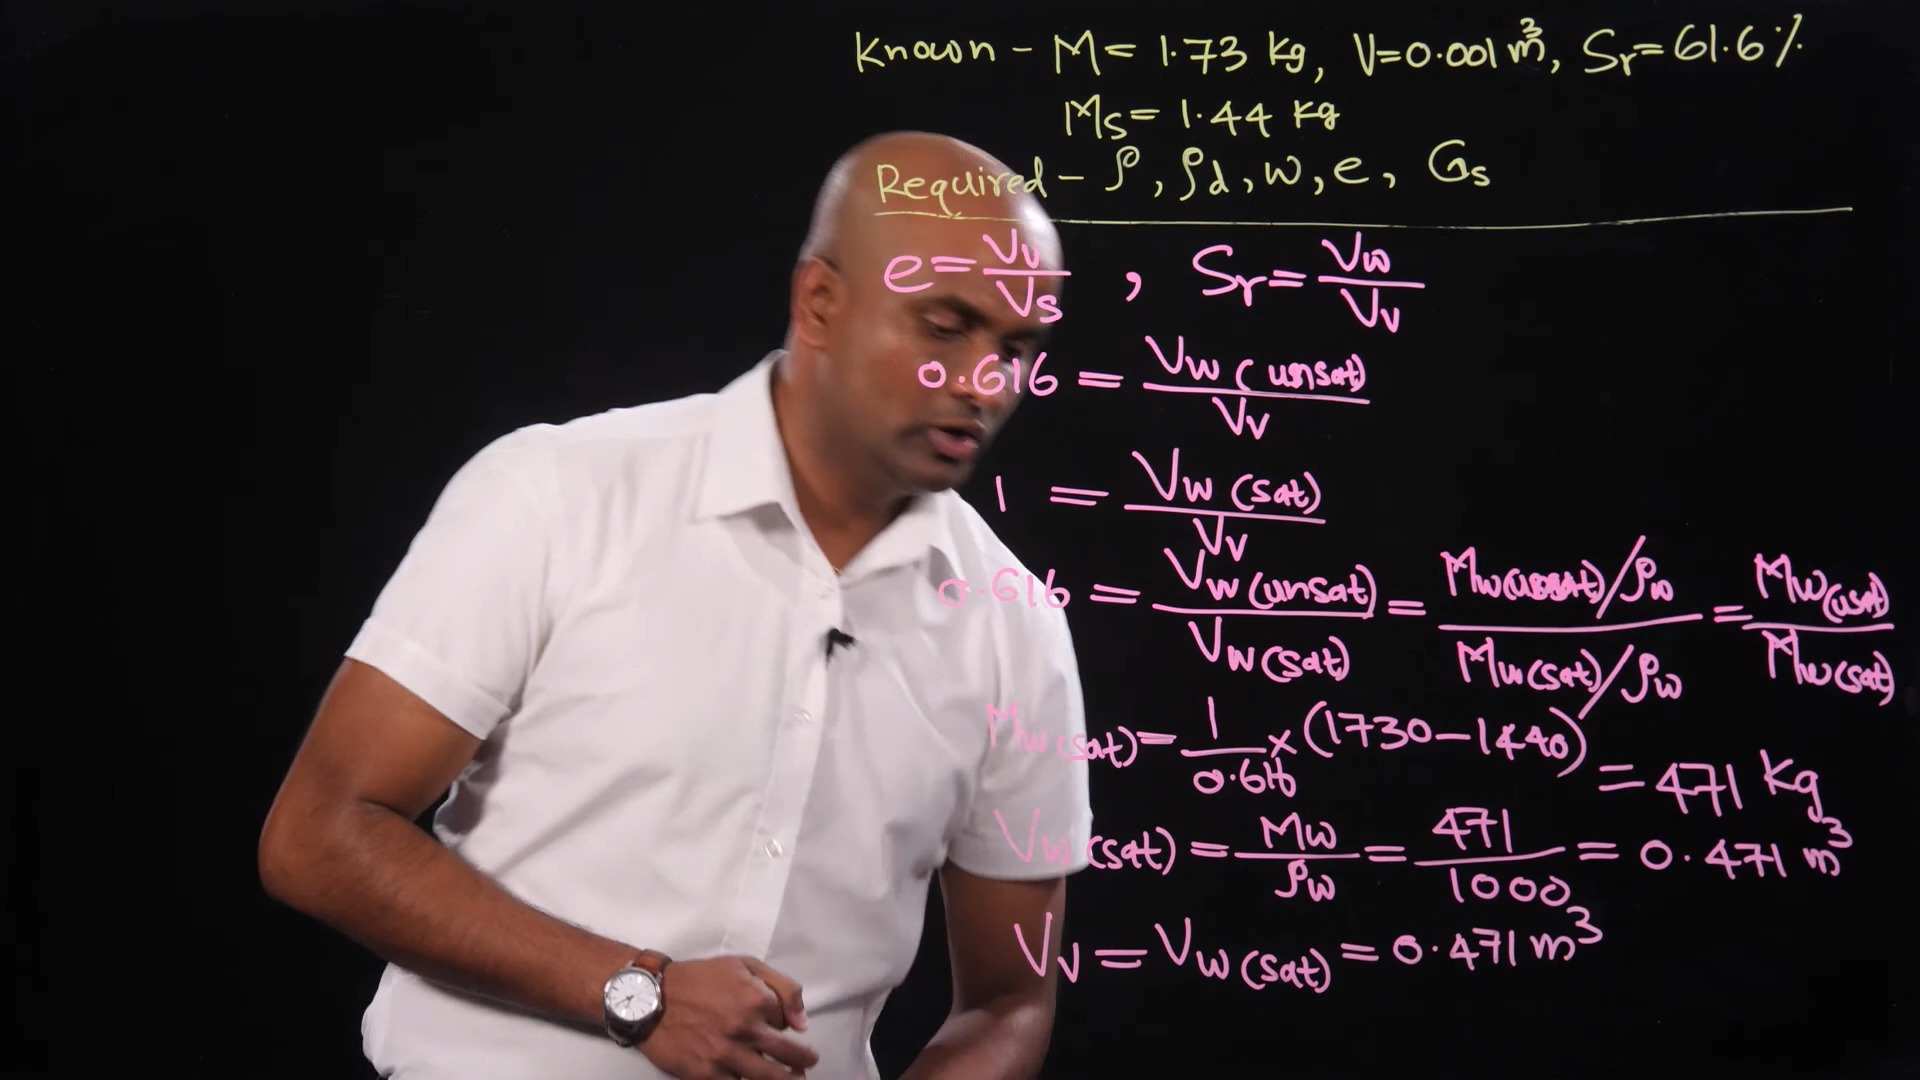 Known - M = 1.73 kg, V=0.001 m³, Sr=61.6%
Ms = 1.44 kg
Required - ρ, ρd, w, e, Gs
e = Vv/Vs , Sr = Vw/Vv
0.616 = Vw (unsat)/Vv
1 = Vw (sat)/Vv
0.616 = Vw (unsat)/Vw (sat) = (Mw(unsat)/ρw)/(Mw(sat)/ρw) = Mw(usat)/Mw(sat)
Mw(sat) = 1/0.616 × (1730-1440) = 471 kg
Vw (sat) = Mw/ρw = 471/1000 = 0.471 m³
Vv = Vw (sat) = 0.471 m³